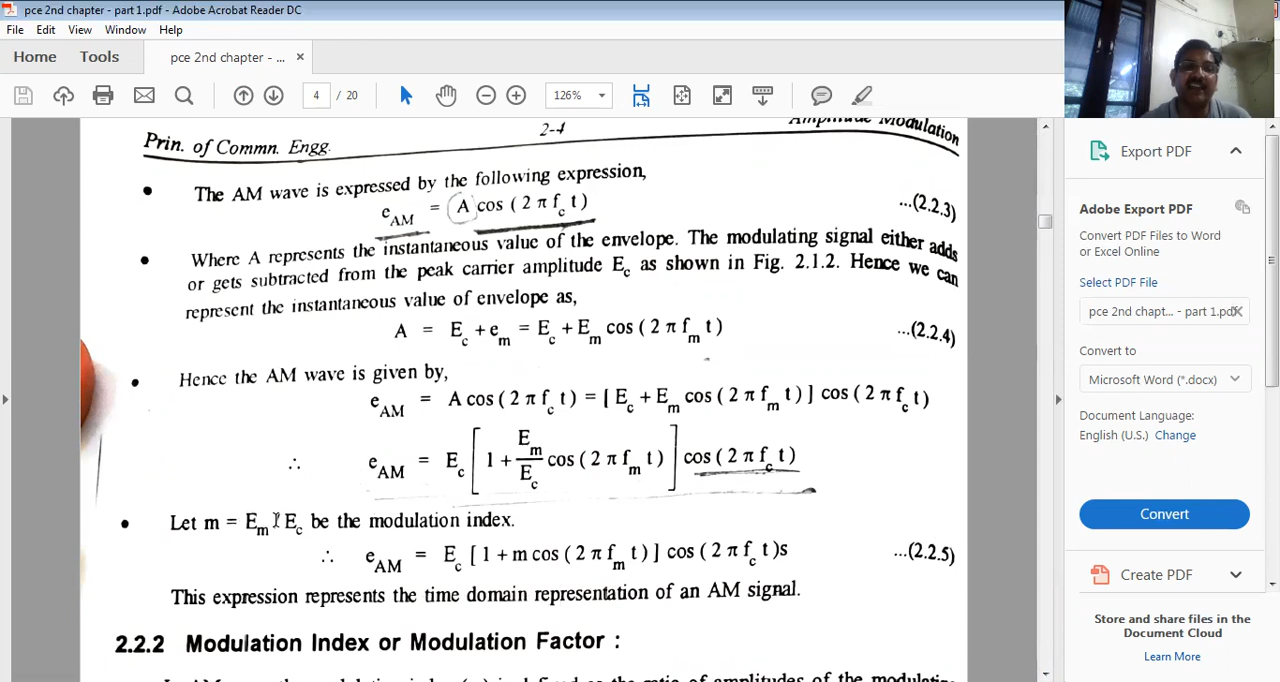 pce 2nd chapter - part 1.pdf - Adobe Acrobat Reader DC
File Edit View Window Help
Home Tools pce 2nd chapter - ... ×
4 / 20 126%
Prin. of Commn. Engg. 2-4 Amplitude Modulation
• The AM wave is expressed by the following expression,
e_AM = A cos ( 2 π f_c t ) ...(2.2.3)
• Where A represents the instantaneous value of the envelope. The modulating signal either adds
or gets subtracted from the peak carrier amplitude E_c as shown in Fig. 2.1.2. Hence we can
represent the instantaneous value of envelope as,
A = E_c + e_m = E_c + E_m cos ( 2 π f_m t ) ...(2.2.4)
• Hence the AM wave is given by,
e_AM = A cos ( 2 π f_c t ) = [ E_c + E_m cos ( 2 π f_m t ) ] cos ( 2 π f_c t )
∴ e_AM = E_c [ 1 + E_m/E_c cos ( 2 π f_m t ) ] cos ( 2 π f_c t )
• Let m = E_m / E_c be the modulation index.
∴ e_AM = E_c [ 1 + m cos ( 2 π f_m t ) ] cos ( 2 π f_c t )s ...(2.2.5)
This expression represents the time domain representation of an AM signal.
2.2.2 Modulation Index or Modulation Factor :
Export PDF
Adobe Export PDF
Convert PDF Files to Word
or Excel Online
Select PDF File
pce 2nd chapt... - part 1.pdf
Convert to
Microsoft Word (*.docx)
Document Language:
English (U.S.) Change
Convert
Create PDF
Store and share files in the
Document Cloud
Learn More